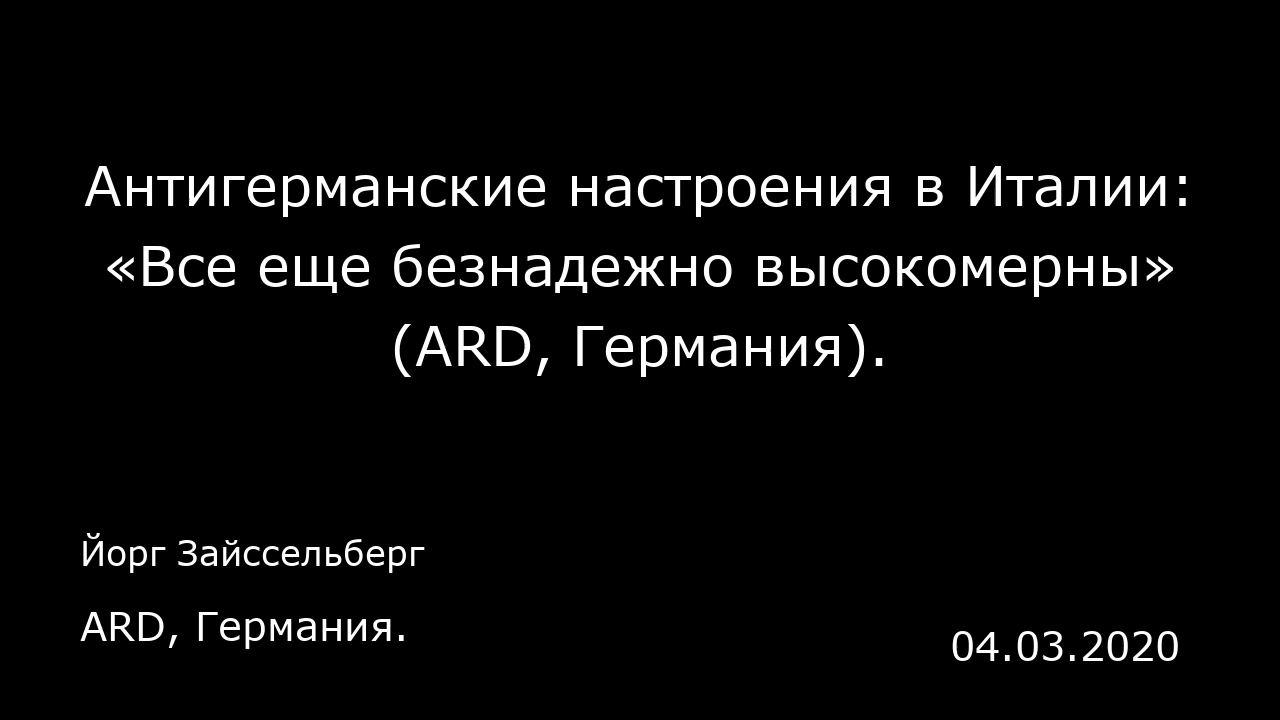 Антигерманские настроения в Италии:
«Все еще безнадежно высокомерны»
(ARD, Германия).
Йорг Зайссельберг
ARD, Германия.
04.03.2020